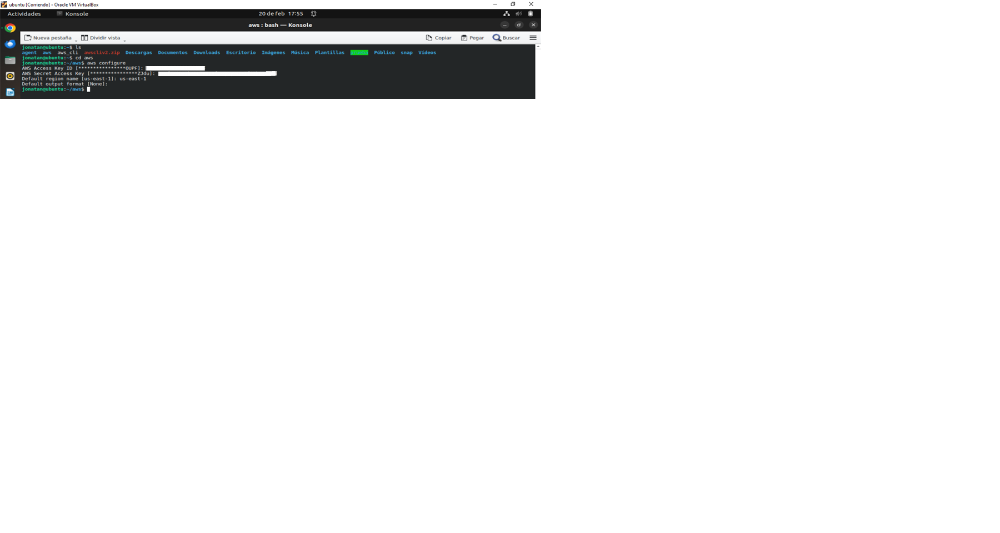 ubuntu [Corriendo] - Oracle VM VirtualBox
Actividades Konsole 20 de feb 17:55
aws : bash — Konsole
Nueva pestaña Dividir vista Copiar Pegar Buscar
jonatan@ubuntu:~$ ls
agent aws aws_cli awscliv2.zip Descargas Documentos Downloads Escritorio Imágenes Música Plantillas Público snap Vídeos
jonatan@ubuntu:~$ cd aws
jonatan@ubuntu:~/aws$ aws configure
AWS Access Key ID [****************OUPF]:
AWS Secret Access Key [****************ZJdu]:
Default region name [us-east-1]: us-east-1
Default output format [None]:
jonatan@ubuntu:~/aws$